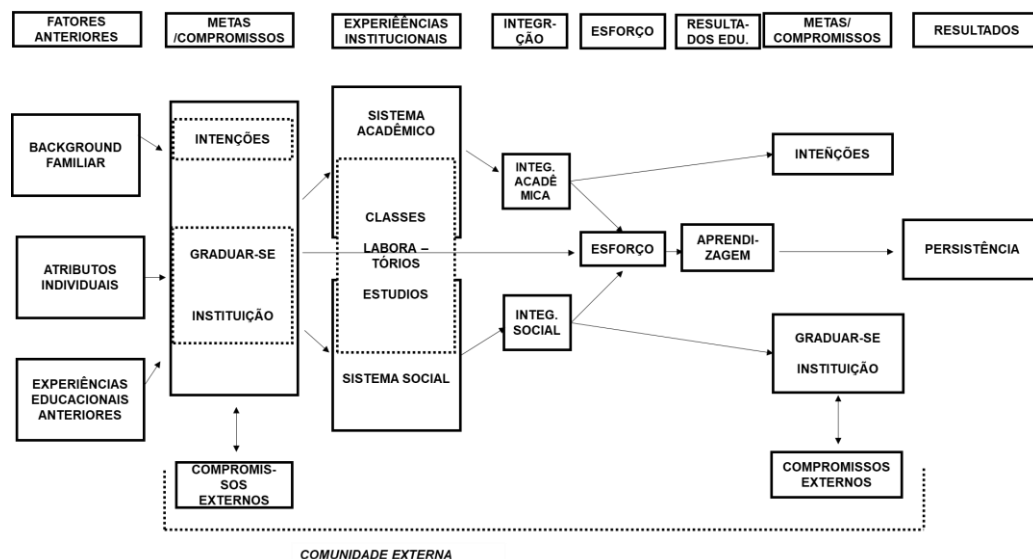 FATORES
ANTERIORES
METAS
/COMPROMISSOS
EXPERIÊÊNCIAS
INSTITUCIONAIS
INTEGR-
ÇÃO
ESFORÇO
RESULTA-
DOS EDU.
METAS/
COMPROMISSOS
RESULTADOS
BACKGROUND
FAMILIAR
ATRIBUTOS
INDIVIDUAIS
EXPERIÊNCIAS
EDUCACIONAIS
ANTERIORES
INTENÇÕES
GRADUAR-SE
INSTITUIÇÃO
COMPROMIS-
SOS
EXTERNOS
SISTEMA
ACADÊMICO
CLASSES
LABORA –
TÓRIOS
ESTUDIOS
SISTEMA SOCIAL
INTEG.
ACADÊ
MICA
INTEG.
SOCIAL
ESFORÇO
APRENDI-
ZAGEM
INTEÑÇÕES
GRADUAR-SE
INSTITUIÇÃO
COMPROMISSOS
EXTERNOS
PERSISTÊNCIA
COMUNIDADE EXTERNA